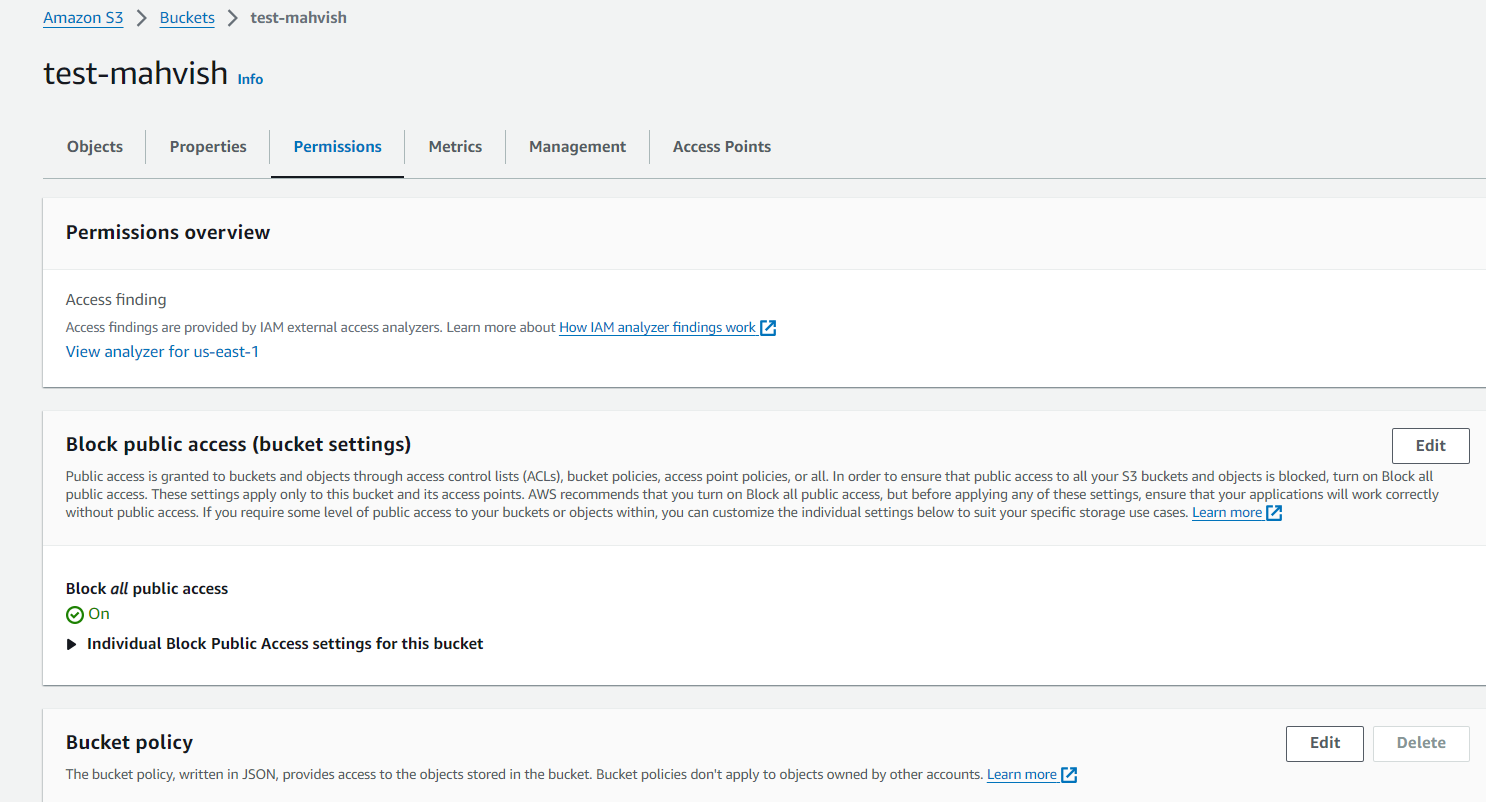 Amazon S3 > Buckets > test-mahvish
test-mahvish Info
Objects Properties Permissions Metrics Management Access Points
Permissions overview
Access finding
Access findings are provided by IAM external access analyzers. Learn more about How IAM analyzer findings work
View analyzer for us-east-1
Block public access (bucket settings) Edit
Public access is granted to buckets and objects through access control lists (ACLs), bucket policies, access point policies, or all. In order to ensure that public access to all your S3 buckets and objects is blocked, turn on Block all
public access. These settings apply only to this bucket and its access points. AWS recommends that you turn on Block all public access, but before applying any of these settings, ensure that your applications will work correctly
without public access. If you require some level of public access to your buckets or objects within, you can customize the individual settings below to suit your specific storage use cases. Learn more
Block all public access
On
Individual Block Public Access settings for this bucket
Bucket policy Edit Delete
The bucket policy, written in JSON, provides access to the objects stored in the bucket. Bucket policies don't apply to objects owned by other accounts. Learn more